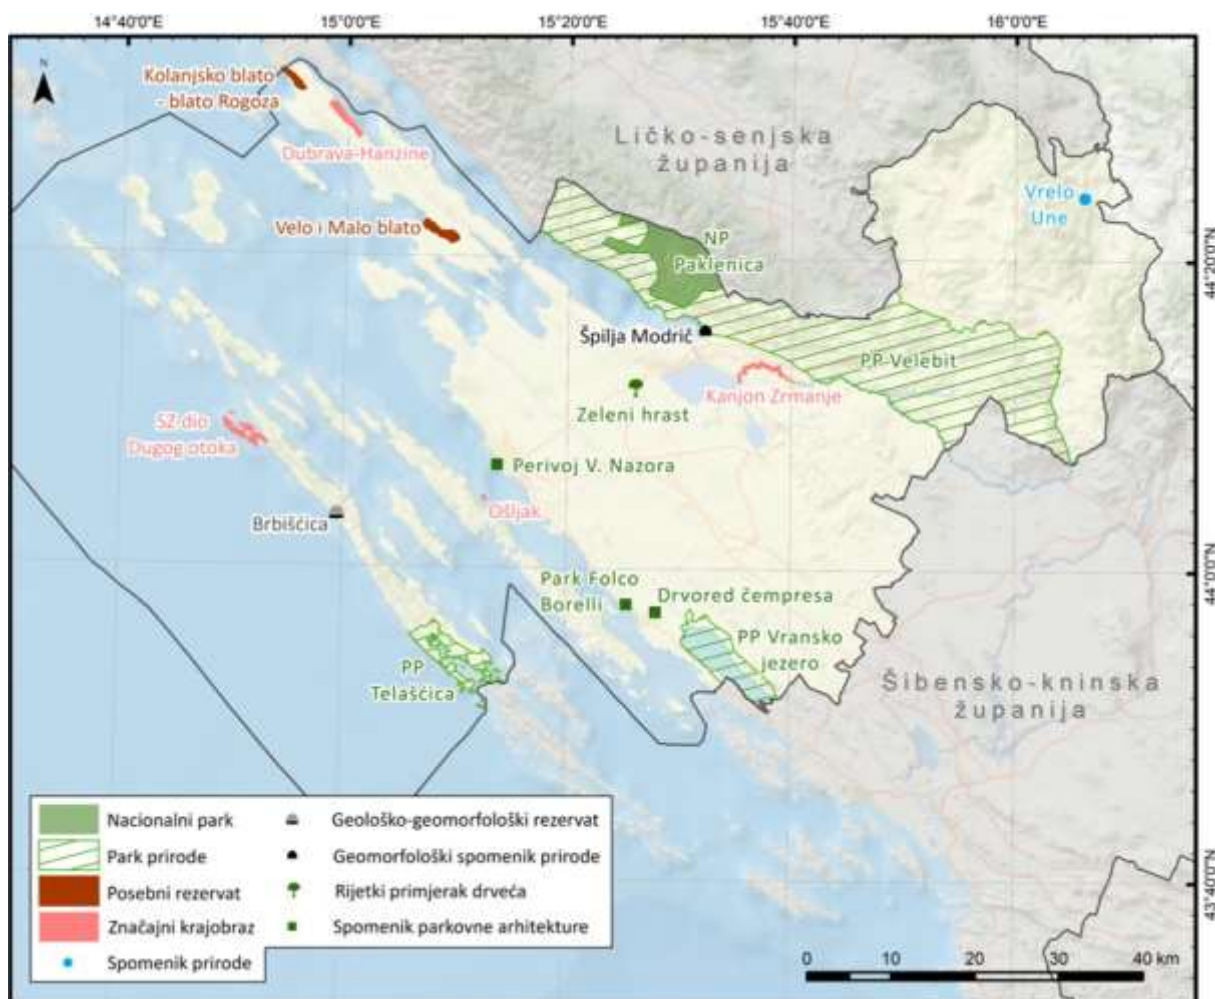 14°40'0"E
15°0'0"E
15°20'0"E
15°40'0"E
16°0'0"E
N
Kolanjsko blato
- blato Rogoza
Dubrava-Hanzine
Ličko-senjska
županija
Vrelo
Une
Velo i Malo blato
NP
Paklenica
44°20'0"N
Špilja Modrič
PP Velebit
Kanjon Zrmanje
Zeleni hrast
SZ dio
Dugog otoka
Perivoj V. Nazora
Ošljak
Brbišćica
44°0'0"N
Park Folco
Borelli
Drvored čempresa
PP Vransko
jezero
PP
Telašćica
Šibensko-kninska
županija
43°40'0"N
Nacionalni park
Park prirode
Posebni rezervat
Značajni krajobraz
Spomenik prirode
Geološko-geomorfološki rezervat
Geomorfološki spomenik prirode
Rijetki primjerak drveća
Spomenik parkovne arhitekture
0 10 20 30 40 km